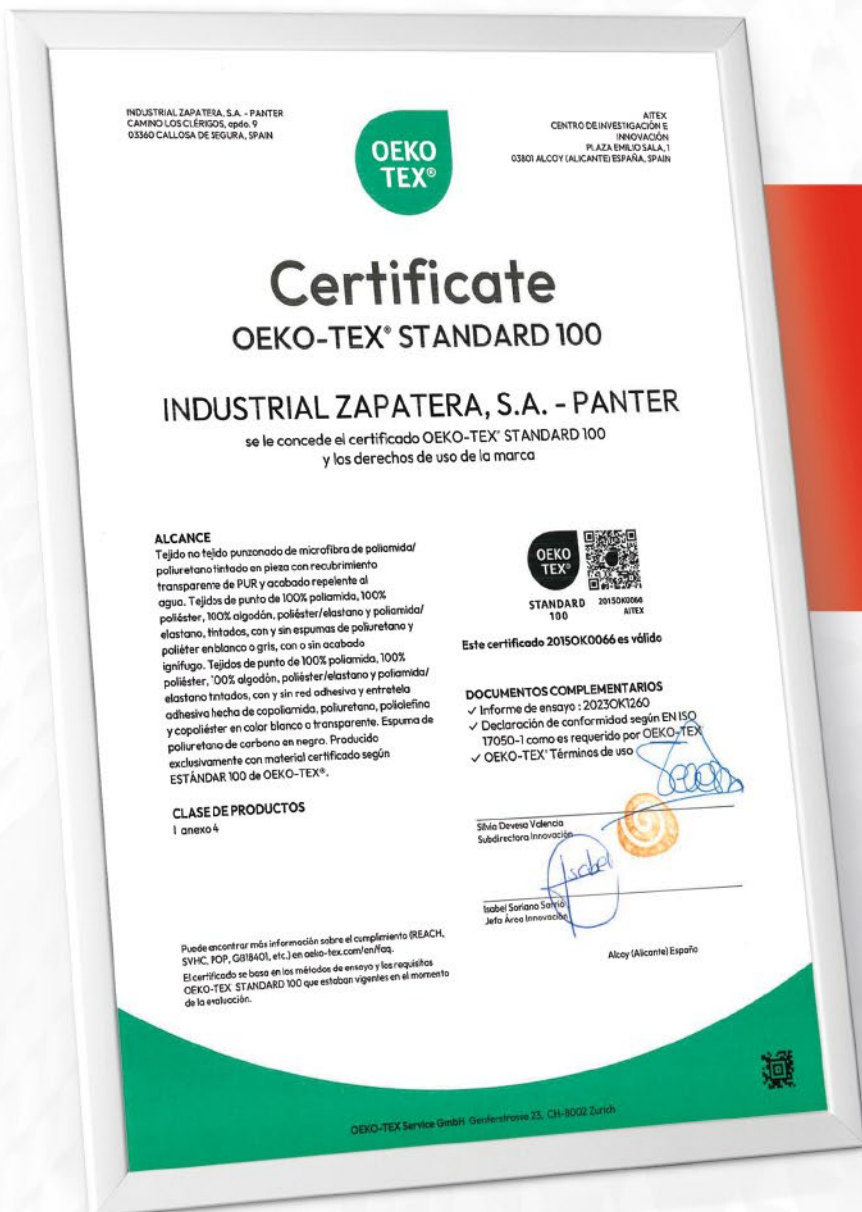 INDUSTRIAL ZAPATERA, S.A. - PANTER
CAMINO LOS CLÉRIGOS, apdo. 9
03360 CALLOSA DE SEGURA, SPAIN
OEKO
TEX®
AITEX
CENTRO DE INVESTIGACIÓN E
INNOVACIÓN
PLAZA EMILIO SALA, 1
03801 ALCOY (ALICANTE) ESPAÑA, SPAIN
Certificate
OEKO-TEX® STANDARD 100
INDUSTRIAL ZAPATERA, S.A. - PANTER
se le concede el certificado OEKO-TEX® STANDARD 100
y los derechos de uso de la marca
ALCANCE
Tejido no tejido punzonado de microfibra de poliamida/
poliuretano tintado en pieza con recubrimiento
transparente de PUR y acabado repelente al
agua. Tejidos de punto de 100% poliamida, 100%
poliéster, 100% algodón, poliéster/elastano y poliamida/
elastano, tintados, con y sin espumas de poliuretano y
poliéter en blanco o gris, con o sin acabado
ignífugo. Tejidos de punto de 100% poliamida, 100%
poliéster, 100% algodón, poliéster/elastano y poliamida/
elastano tintados, con y sin red adhesiva y entretela
adhesiva hecha de copoliamida, poliuretano, poliolefina
y copoliéster en color blanco o transparente. Espuma de
poliuretano de carbono en negro. Producido
exclusivamente con material certificado según
ESTÁNDAR 100 de OEKO-TEX®.
CLASE DE PRODUCTOS
I anexo 4
OEKO
TEX®
STANDARD
100
2015OK0066
AITEX
Este certificado 2015OK0066 es válido
DOCUMENTOS COMPLEMENTARIOS
✓ Informe de ensayo : 2023OK1260
✓ Declaración de conformidad según EN ISO
17050-1 como es requerido por OEKO-TEX
✓ OEKO-TEX® Términos de uso
Silvia Devesa Valencia
Subdirectora Innovación
Isabel
Isabel Soriano Sarrió
Jefa Área Innovación
Alcoy (Alicante) España
Puede encontrar más información sobre el cumplimiento (REACH,
SVHC, POP, GB18401, etc.) en oeko-tex.com/en/faq.
El certificado se basa en los métodos de ensayo y los requisitos
OEKO-TEX STANDARD 100 que estaban vigentes en el momento
de la evaluación.
OEKO-TEX Service GmbH Genferstrasse 23, CH-8002 Zurich